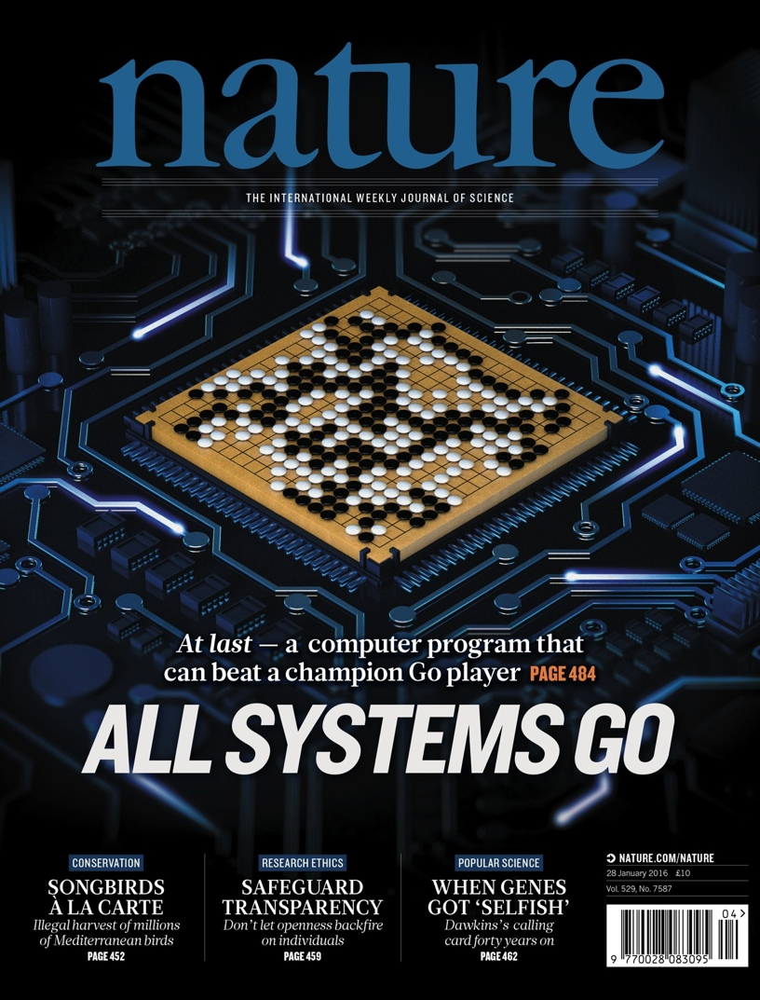 nature
THE INTERNATIONAL WEEKLY JOURNAL OF SCIENCE
At last — a computer program that
can beat a champion Go player PAGE 484
ALL SYSTEMS GO
CONSERVATION
SONGBIRDS
À LA CARTE
Illegal harvest of millions
of Mediterranean birds
PAGE 452
RESEARCH ETHICS
SAFEGUARD
TRANSPARENCY
Don’t let openness backfire
on individuals
PAGE 459
POPULAR SCIENCE
WHEN GENES
GOT ‘SELFISH’
Dawkins’s calling
card forty years on
PAGE 462
NATURE.COM/NATURE
28 January 2016 £10
Vol. 529, No. 7587
04>
9 770028 083095